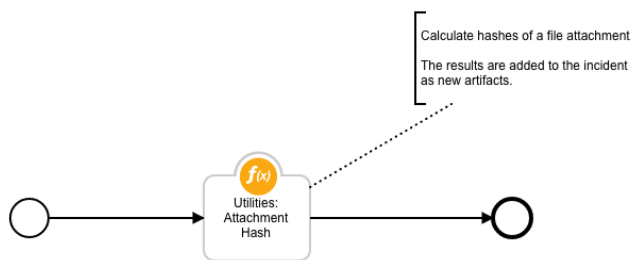 Calculate hashes of a file attachment
The results are added to the incident
as new artifacts.
f(x)
Utilities:
Attachment
Hash